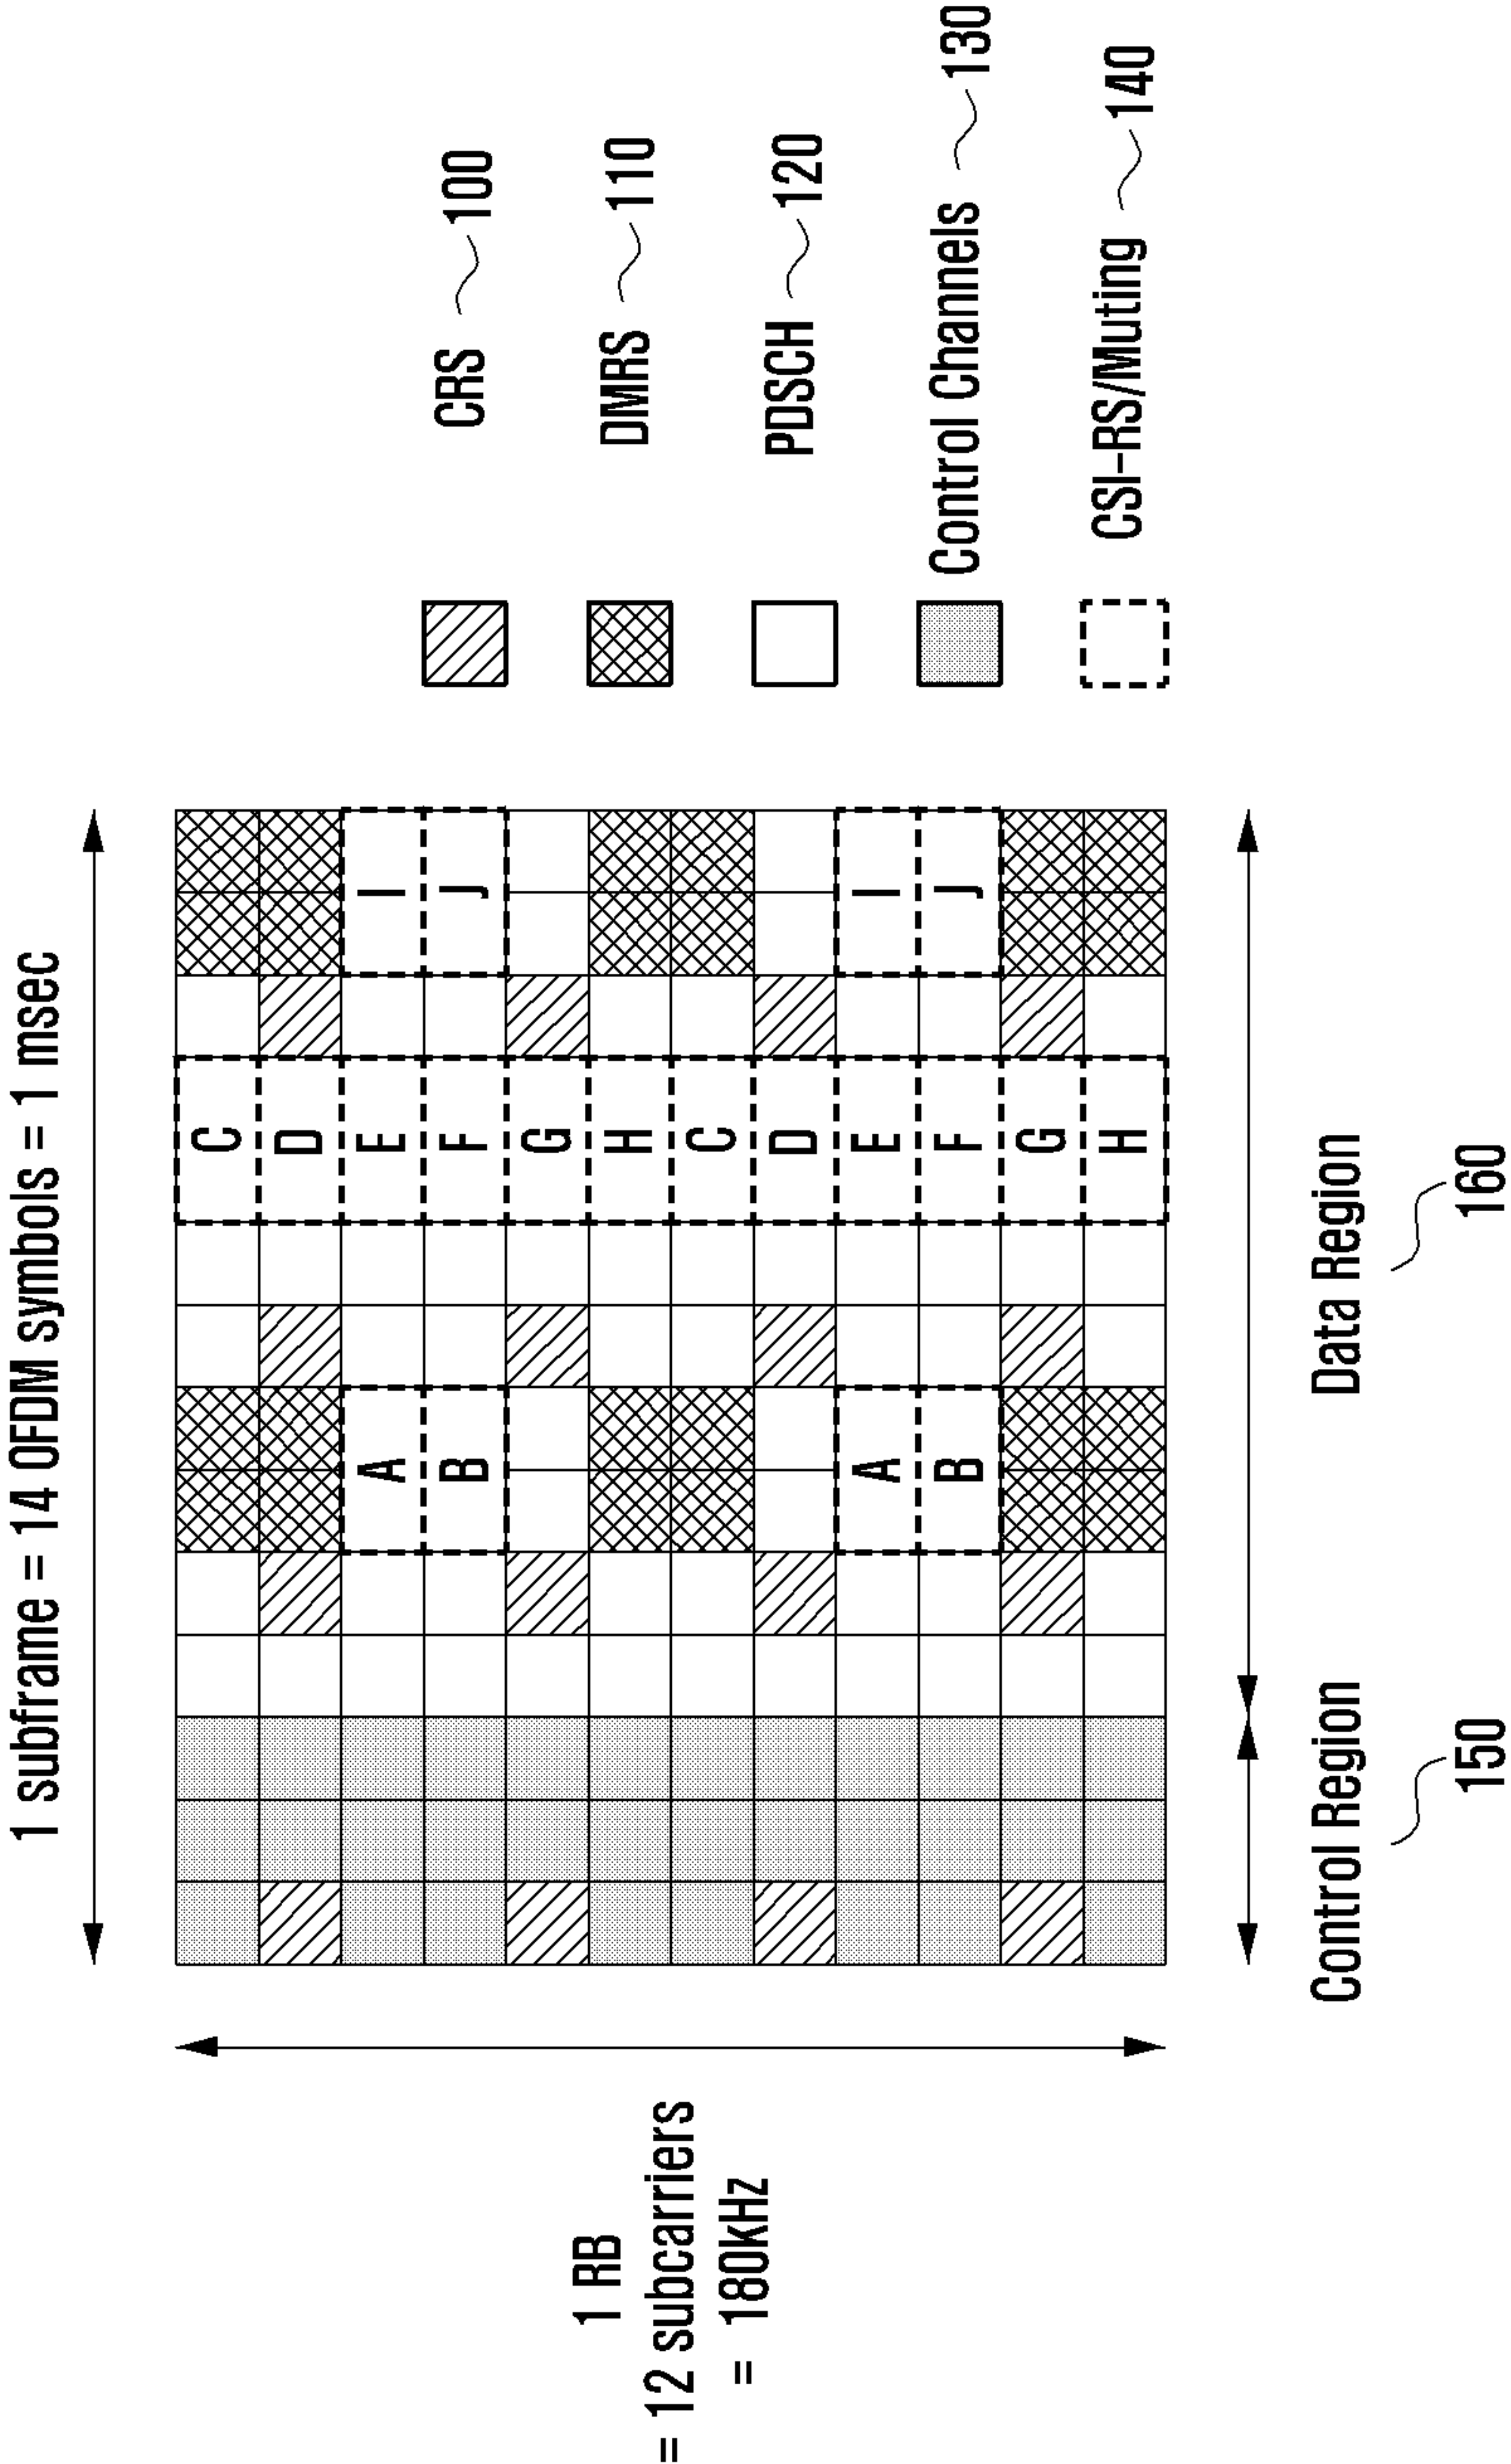 1 subframe = 14 OFDM symbols = 1 msec
1 RB
= 12 subcarriers
= 180kHz
C
D
A E I
B F J
G
H
C
D
A E I
B F J
G
H
CRS 100
DMRS 110
PDSCH 120
Control Channels 130
CSI-RS/Muting 140
Control Region
150
Data Region
160